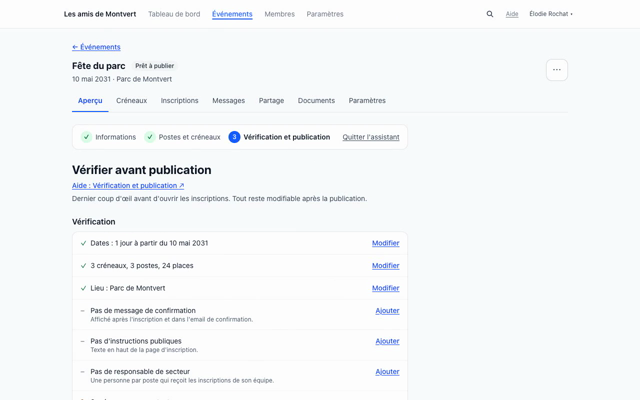 Les amis de Montvert Tableau de bord Événements Membres Paramètres Aide Élodie Rochat
← Événements
Fête du parc Prêt à publier
10 mai 2031 · Parc de Montvert
...
Aperçu Créneaux Inscriptions Messages Partage Documents Paramètres
✓ Informations ✓ Postes et créneaux 3 Vérification et publication Quitter l'assistant
Vérifier avant publication
Aide : Vérification et publication ↗
Dernier coup d'œil avant d'ouvrir les inscriptions. Tout reste modifiable après la publication.
Vérification
✓ Dates : 1 jour à partir du 10 mai 2031 Modifier
✓ 3 créneaux, 3 postes, 24 places Modifier
✓ Lieu : Parc de Montvert Modifier
– Pas de message de confirmation Ajouter
Affiché après l'inscription et dans l'email de confirmation.
– Pas d'instructions publiques Ajouter
Texte en haut de la page d'inscription.
– Pas de responsable de secteur Ajouter
Une personne par poste qui reçoit les inscriptions de son équipe.